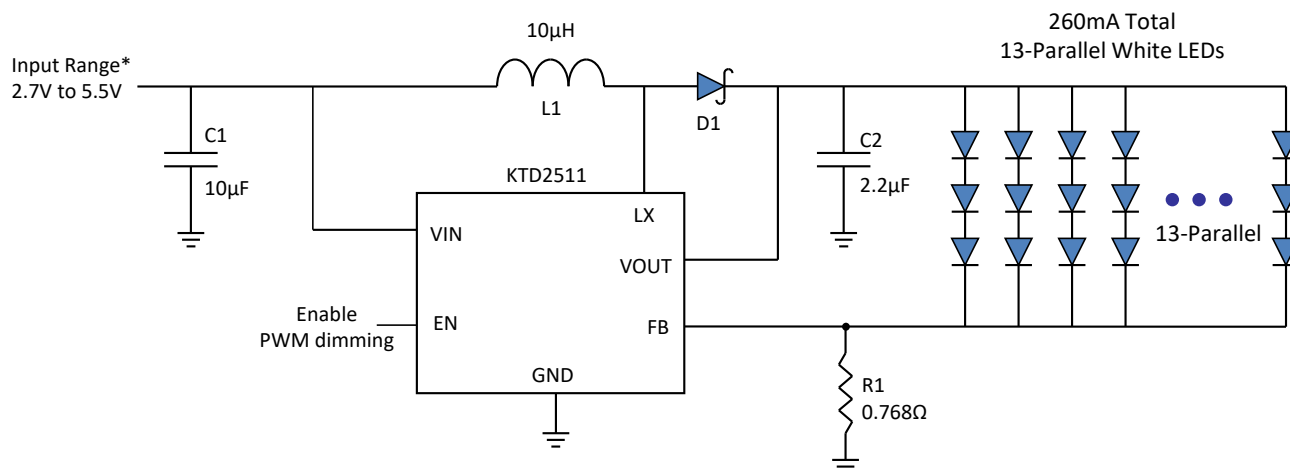 260mA Total
13-Parallel White LEDs
10µH
Input Range*
2.7V to 5.5V
L1
D1
C1
10µF
C2
2.2µF
KTD2511
LX
VIN
VOUT
13-Parallel
Enable
PWM dimming
EN
FB
GND
R1
0.768Ω